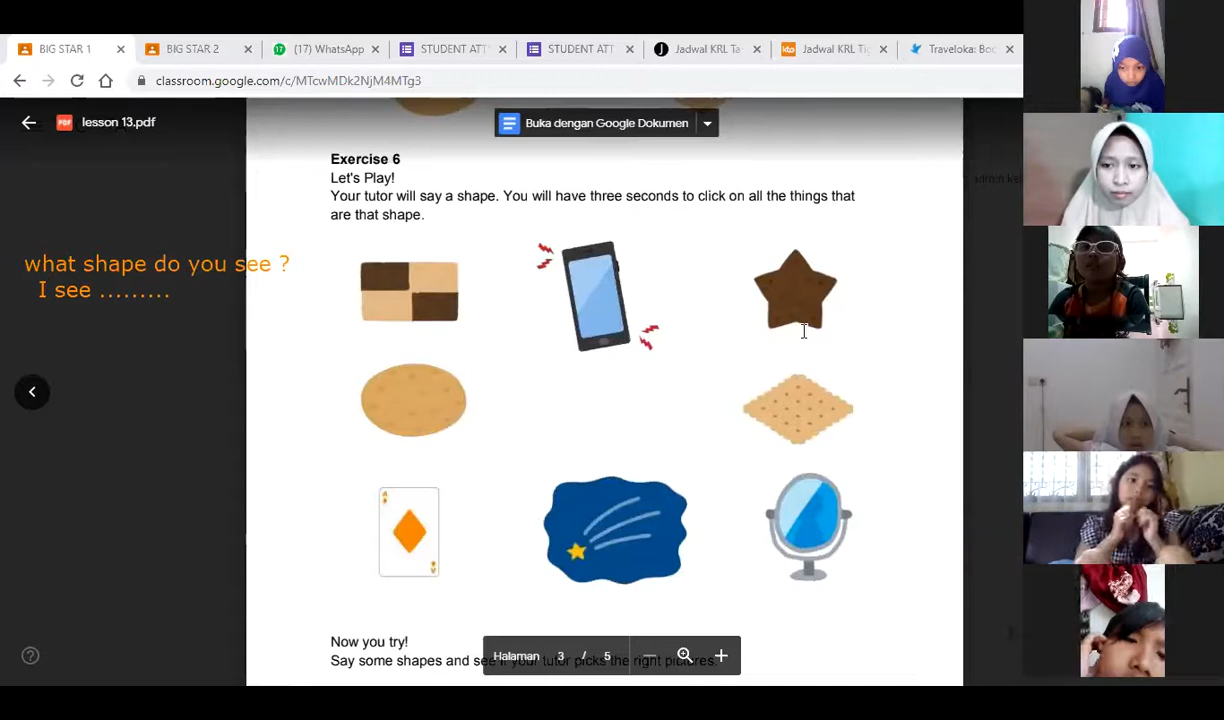 BIG STAR 1
BIG STAR 2
(17) WhatsApp
STUDENT ATT
STUDENT ATT
Jadwal KRL Ta
Jadwal KRL Tig
Traveloka: Boo
classroom.google.com/c/MTcwMDk2NjM4MTg3
PDF lesson 13.pdf
Buka dengan Google Dokumen
Exercise 6
Let's Play!
Your tutor will say a shape. You will have three seconds to click on all the things that
are that shape.
what shape do you see ?
I see .........
Now you try!
Say some shapes and see if your tutor picks the right pictures.
Halaman 3 / 5